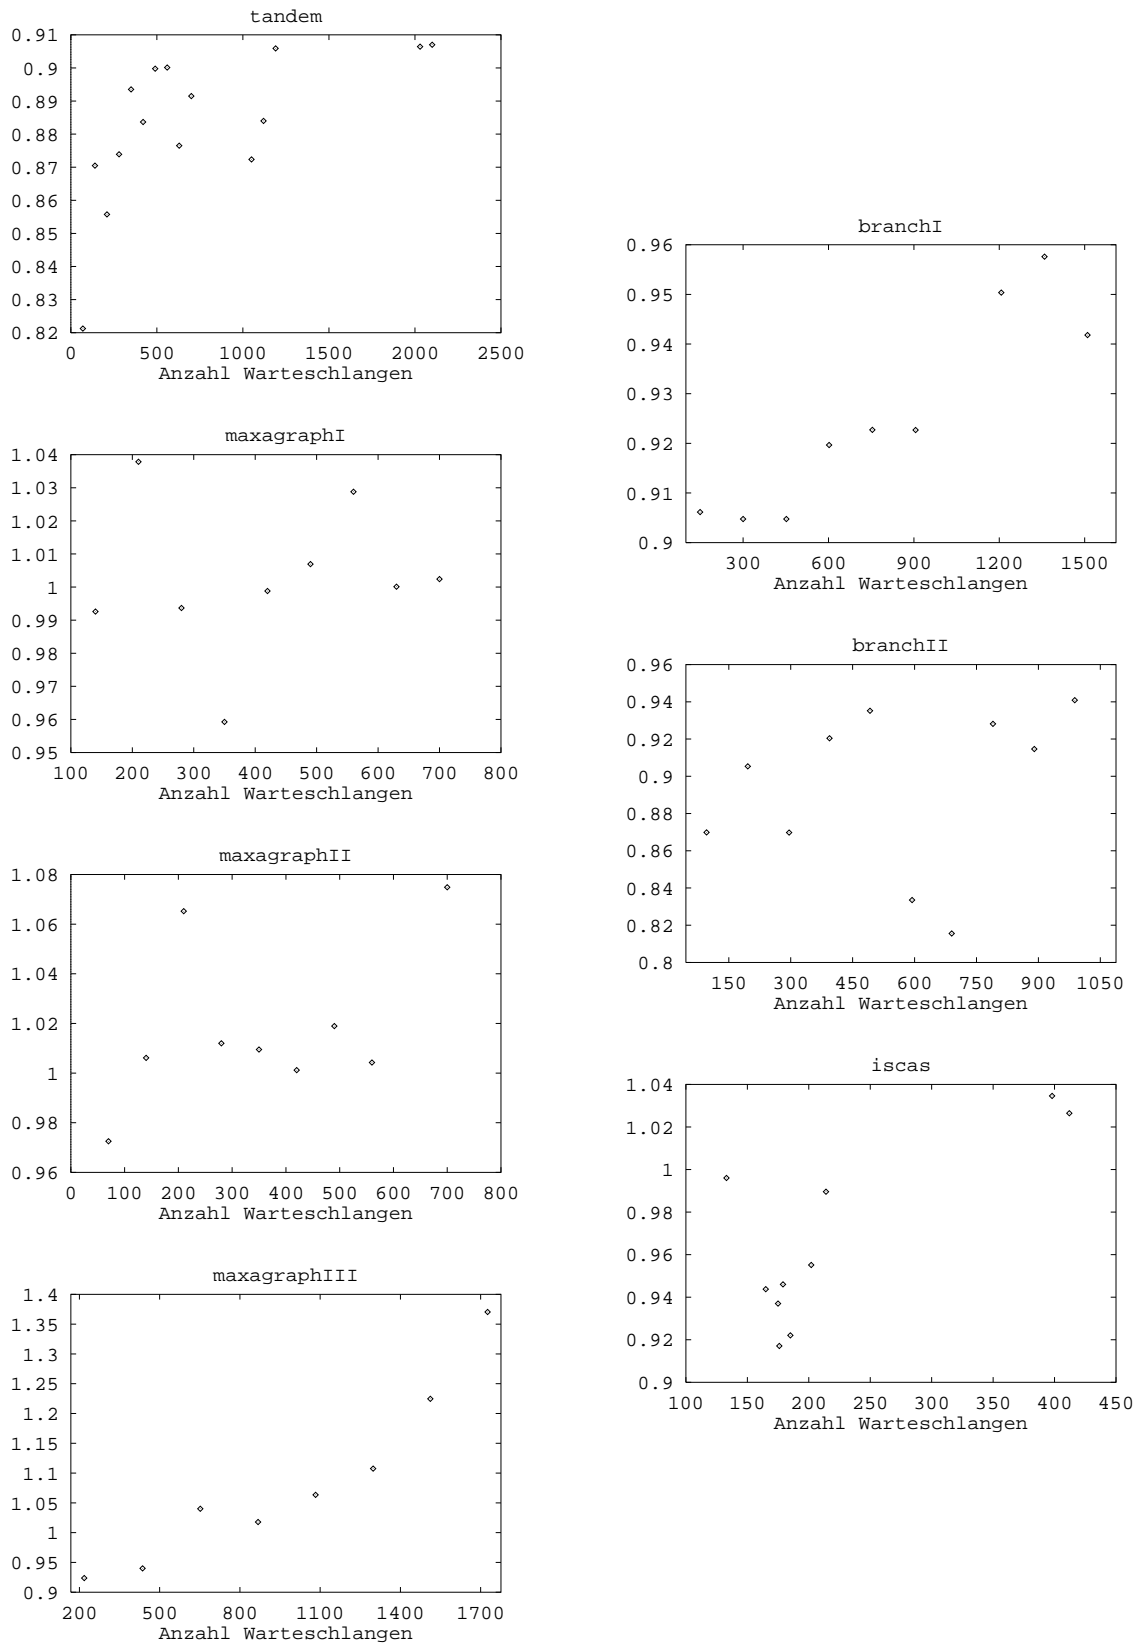 tandem
0.91
0.9
0.89
0.88
0.87
0.86
0.85
0.84
0.83
0.82
0 500 1000 1500 2000 2500
Anzahl Warteschlangen
maxagraphI
1.04
1.03
1.02
1.01
1
0.99
0.98
0.97
0.96
0.95
100 200 300 400 500 600 700 800
Anzahl Warteschlangen
maxagraphII
1.08
1.06
1.04
1.02
1
0.98
0.96
0 100 200 300 400 500 600 700 800
Anzahl Warteschlangen
maxagraphIII
1.4
1.35
1.3
1.25
1.2
1.15
1.1
1.05
1
0.95
0.9
200 500 800 1100 1400 1700
Anzahl Warteschlangen
branchI
0.96
0.95
0.94
0.93
0.92
0.91
0.9
300 600 900 1200 1500
Anzahl Warteschlangen
branchII
0.96
0.94
0.92
0.9
0.88
0.86
0.84
0.82
0.8
150 300 450 600 750 900 1050
Anzahl Warteschlangen
iscas
1.04
1.02
1
0.98
0.96
0.94
0.92
0.9
100 150 200 250 300 350 400 450
Anzahl Warteschlangen